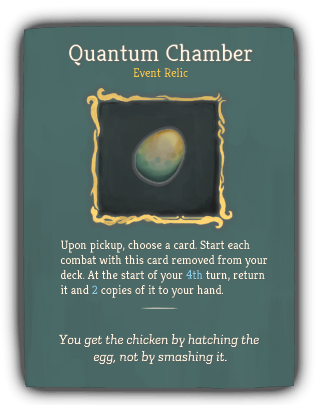 Quantum Chamber
Event Relic
Upon pickup, choose a card. Start each
combat with this card removed from your
deck. At the start of your 4th turn, return
it and 2 copies of it to your hand.
You get the chicken by hatching the
egg, not by smashing it.